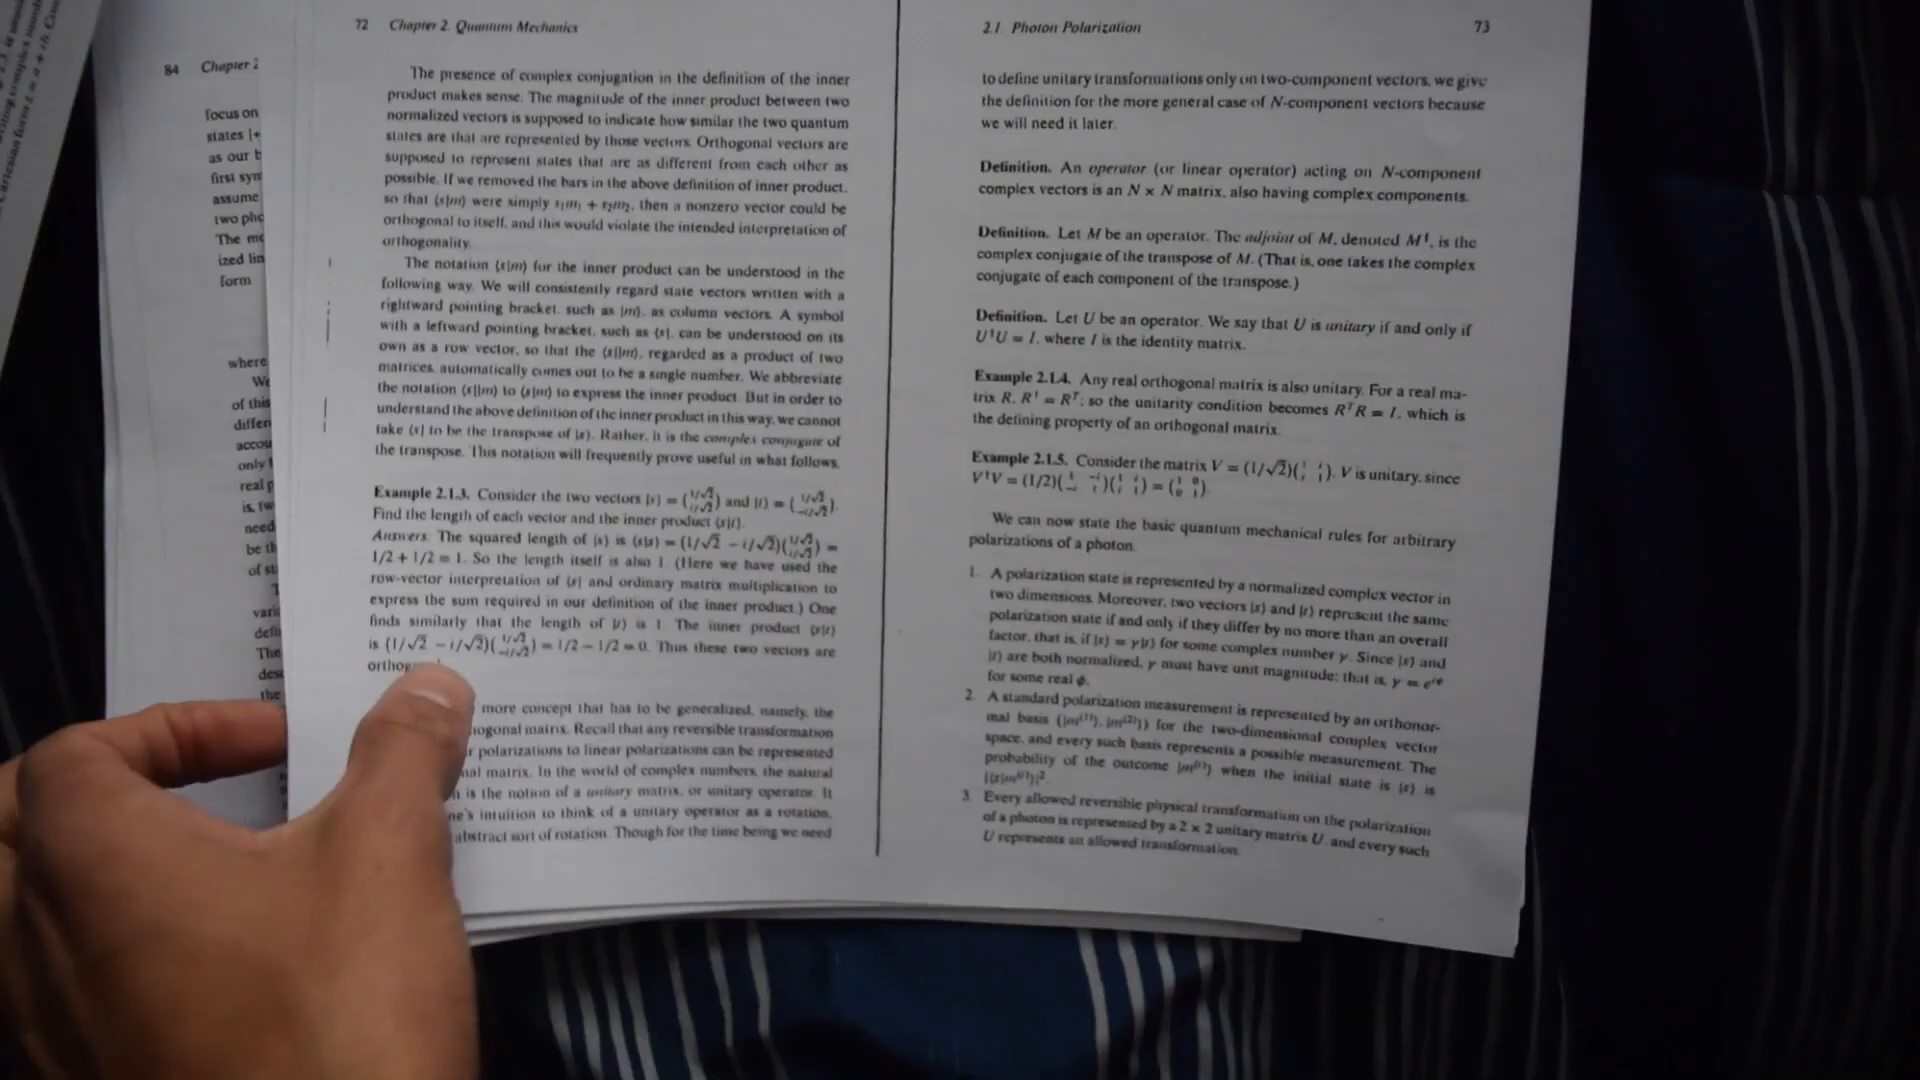 84 Chapter 2
focus on
states |+
as our b
first syn
assume
two pho
The me
ized lin
form
where
We
of this
differ
accou
only
real p
is, tw
need
be th
of st
vari
defi
The
des
the
72 Chapter 2. Quantum Mechanics
The presence of complex conjugation in the definition of the inner
product makes sense. The magnitude of the inner product between two
normalized vectors is supposed to indicate how similar the two quantum
states are that are represented by those vectors. Orthogonal vectors are
supposed to represent states that are as different from each other as
possible. If we removed the bars in the above definition of inner product,
so that ⟨s|m⟩ were simply s₁m₁ + s₂m₂, then a nonzero vector could be
orthogonal to itself, and this would violate the intended interpretation of
orthogonality.
The notation ⟨s|m⟩ for the inner product can be understood in the
following way. We will consistently regard state vectors written with a
rightward pointing bracket, such as |m⟩, as column vectors. A symbol
with a leftward pointing bracket, such as ⟨s|, can be understood on its
own as a row vector, so that the ⟨s||m⟩, regarded as a product of two
matrices, automatically comes out to be a single number. We abbreviate
the notation ⟨s||m⟩ to ⟨s|m⟩ to express the inner product. But in order to
understand the above definition of the inner product in this way, we cannot
take ⟨s| to be the transpose of |s⟩. Rather, it is the complex conjugate of
the transpose. This notation will frequently prove useful in what follows.
Example 2.1.3. Consider the two vectors |s⟩ = (1/√2 i/√2) and |t⟩ = (1/√2 −i/√2).
Find the length of each vector and the inner product ⟨s|t⟩.
Answers. The squared length of |s⟩ is ⟨s|s⟩ = (1/√2 −i/√2)(1/√2 i/√2) =
1/2 + 1/2 = 1. So the length itself is also 1. (Here we have used the
row-vector interpretation of ⟨s| and ordinary matrix multiplication to
express the sum required in our definition of the inner product.) One
finds similarly that the length of |t⟩ is 1. The inner product ⟨s|t⟩
is (1/√2 −i/√2)(1/√2 −i/√2) = 1/2 − 1/2 = 0. Thus these two vectors are
orthog
more concept that has to be generalized, namely, the
ogonal matrix. Recall that any reversible transformation
r polarizations to linear polarizations can be represented
nal matrix. In the world of complex numbers, the natural
n is the notion of a unitary matrix, or unitary operator. It
ne's intuition to think of a unitary operator as a rotation,
abstract sort of rotation. Though for the time being we need
2.1 Photon Polarization 73
to define unitary transformations only on two-component vectors, we give
the definition for the more general case of N-component vectors because
we will need it later.
Definition. An operator (or linear operator) acting on N-component
complex vectors is an N × N matrix, also having complex components.
Definition. Let M be an operator. The adjoint of M, denoted M†, is the
complex conjugate of the transpose of M. (That is, one takes the complex
conjugate of each component of the transpose.)
Definition. Let U be an operator. We say that U is unitary if and only if
U†U = I, where I is the identity matrix.
Example 2.1.4. Any real orthogonal matrix is also unitary. For a real ma-
trix R, R† = Rᵀ; so the unitarity condition becomes RᵀR = I, which is
the defining property of an orthogonal matrix.
Example 2.1.5. Consider the matrix V = (1/√2)(1 i i 1). V is unitary, since
V†V = (1/2)(1 −i −i 1)(1 i i 1) = (1 0 0 1).
We can now state the basic quantum mechanical rules for arbitrary
polarizations of a photon.
1. A polarization state is represented by a normalized complex vector in
two dimensions. Moreover, two vectors |s⟩ and |t⟩ represent the same
polarization state if and only if they differ by no more than an overall
factor, that is, if |s⟩ = γ|t⟩ for some complex number γ. Since |s⟩ and
|t⟩ are both normalized, γ must have unit magnitude; that is, γ = e^{iφ}
for some real φ.
2. A standard polarization measurement is represented by an orthonor-
mal basis (|m⁽¹⁾⟩, |m⁽²⁾⟩) for the two-dimensional complex vector
space, and every such basis represents a possible measurement. The
probability of the outcome |m⁽ⁱ⁾⟩ when the initial state is |s⟩ is
|⟨s|m⁽ⁱ⁾⟩|².
3. Every allowed reversible physical transformation on the polarization
of a photon is represented by a 2 × 2 unitary matrix U, and every such
U represents an allowed transformation.